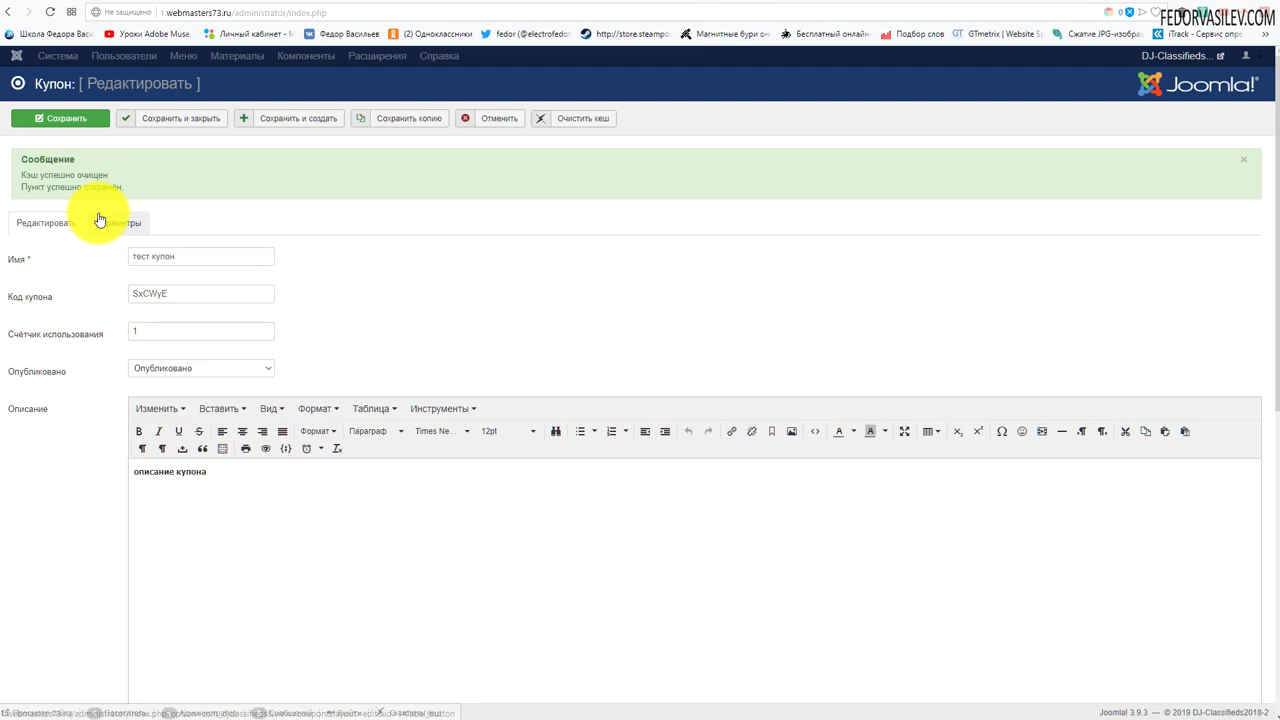 Не защищено 1.webmasters73.ru/administrator/index.php 0
FEDORVASILEV.COM
Школа Федора Васи Уроки Adobe Muse, Личный кабинет - М Федор Васильев (2) Одноклассники fedor (@electrofedo http://store.steampo Магнитные бури он Бесплатный онлайн Подбор слов GTmetrix | Website S Сжатие JPG-изображ iTrack - Сервис опре
Система Пользователи Меню Материалы Компоненты Расширения Справка DJ-Classifieds...
Купон: [ Редактировать ] Joomla!®
Сохранить Сохранить и закрыть Сохранить и создать Сохранить копию Отменить Очистить кеш
Сообщение ×
Кэш успешно очищен
Пункт успешно сохранён.
Редактировать
Имя * тест купон
Код купона SxCWyE
Счётчик использования 1
Опубликовано Опубликовано
Описание Изменить Вставить Вид Формат Таблица Инструменты
Формат Параграф Times Ne... 12pt
описание купона
Joomla! 3.9.3 — © 2019 DJ-Classifieds2018-2